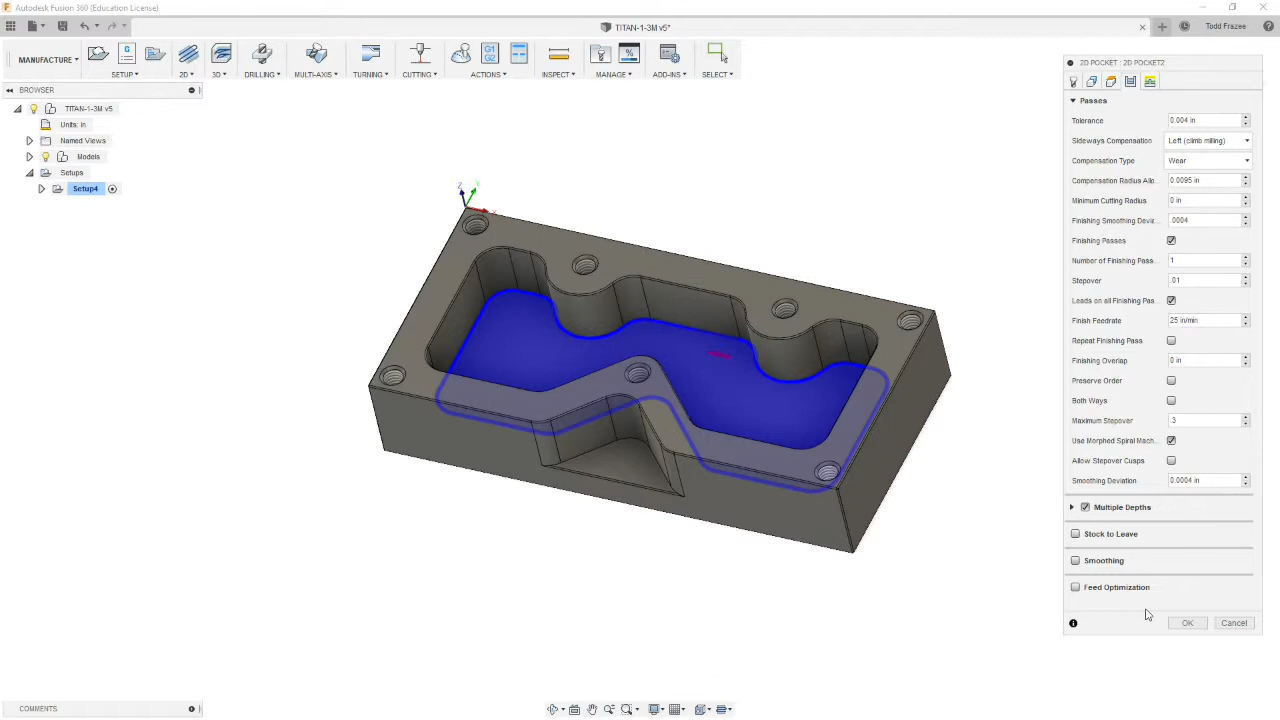 Autodesk Fusion 360 (Education License)
TITAN-1-3M v5*
Todd Frazee
MANUFACTURE
G
G1
G2
%
SETUP
2D
3D
DRILLING
MULTI-AXIS
TURNING
CUTTING
ACTIONS
INSPECT
MANAGE
ADD-INS
SELECT
BROWSER
TITAN-1-3M v5
Units: in
Named Views
Models
Setups
Setup4
Z
Y
X
2D POCKET : 2D POCKET2
Passes
Tolerance 0.004 in
Sideways Compensation Left (climb milling)
Compensation Type Wear
Compensation Radius Allo... 0.0095 in
Minimum Cutting Radius 0 in
Finishing Smoothing Devia... .0004
Finishing Passes
Number of Finishing Pass... 1
Stepover .01
Leads on all Finishing Pas...
Finish Feedrate 25 in/min
Repeat Finishing Pass
Finishing Overlap 0 in
Preserve Order
Both Ways
Maximum Stepover .3
Use Morphed Spiral Mach...
Allow Stepover Cusps
Smoothing Deviation 0.0004 in
Multiple Depths
Stock to Leave
Smoothing
Feed Optimization
OK Cancel
COMMENTS